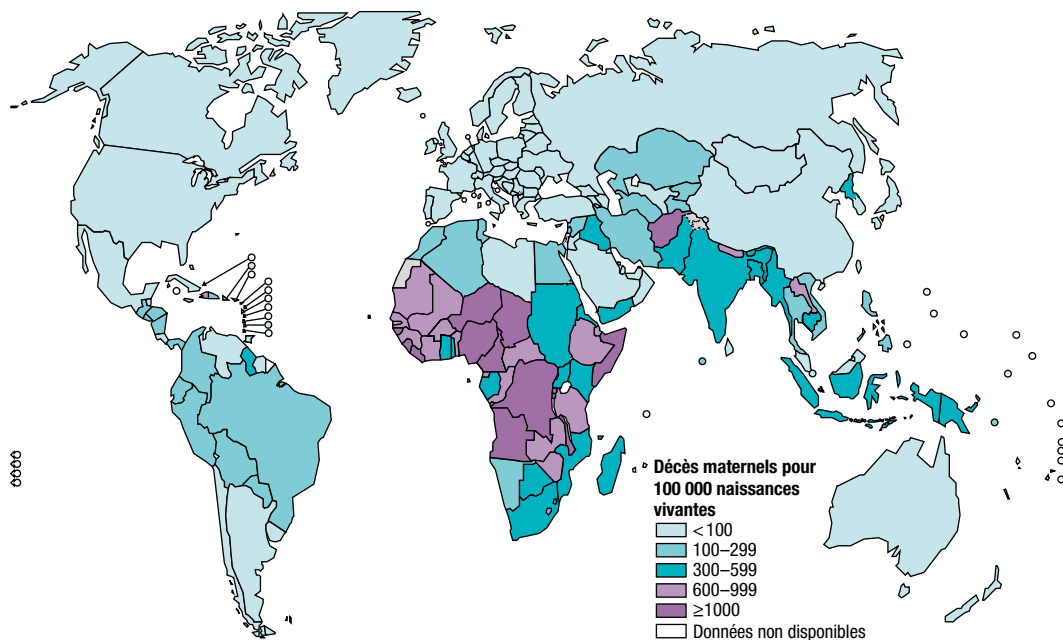 Décès maternels pour
100 000 naissances
vivantes
<100
100–299
300–599
600–999
≥1000
Données non disponibles